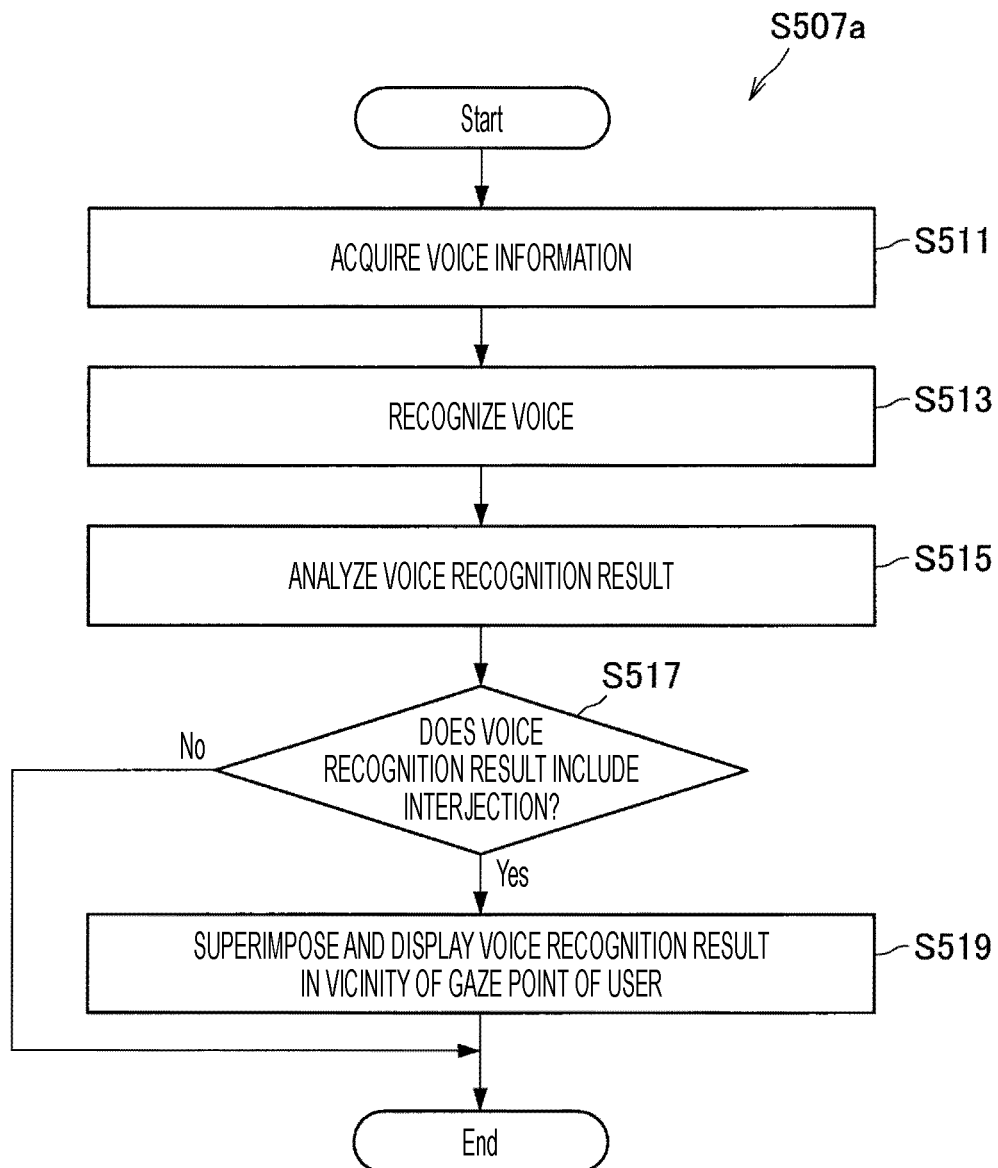 S507a
Start
ACQUIRE VOICE INFORMATION
S511
RECOGNIZE VOICE
S513
ANALYZE VOICE RECOGNITION RESULT
S515
S517
DOES VOICE
RECOGNITION RESULT INCLUDE
INTERJECTION?
No
Yes
SUPERIMPOSE AND DISPLAY VOICE RECOGNITION RESULT
IN VICINITY OF GAZE POINT OF USER
S519
End